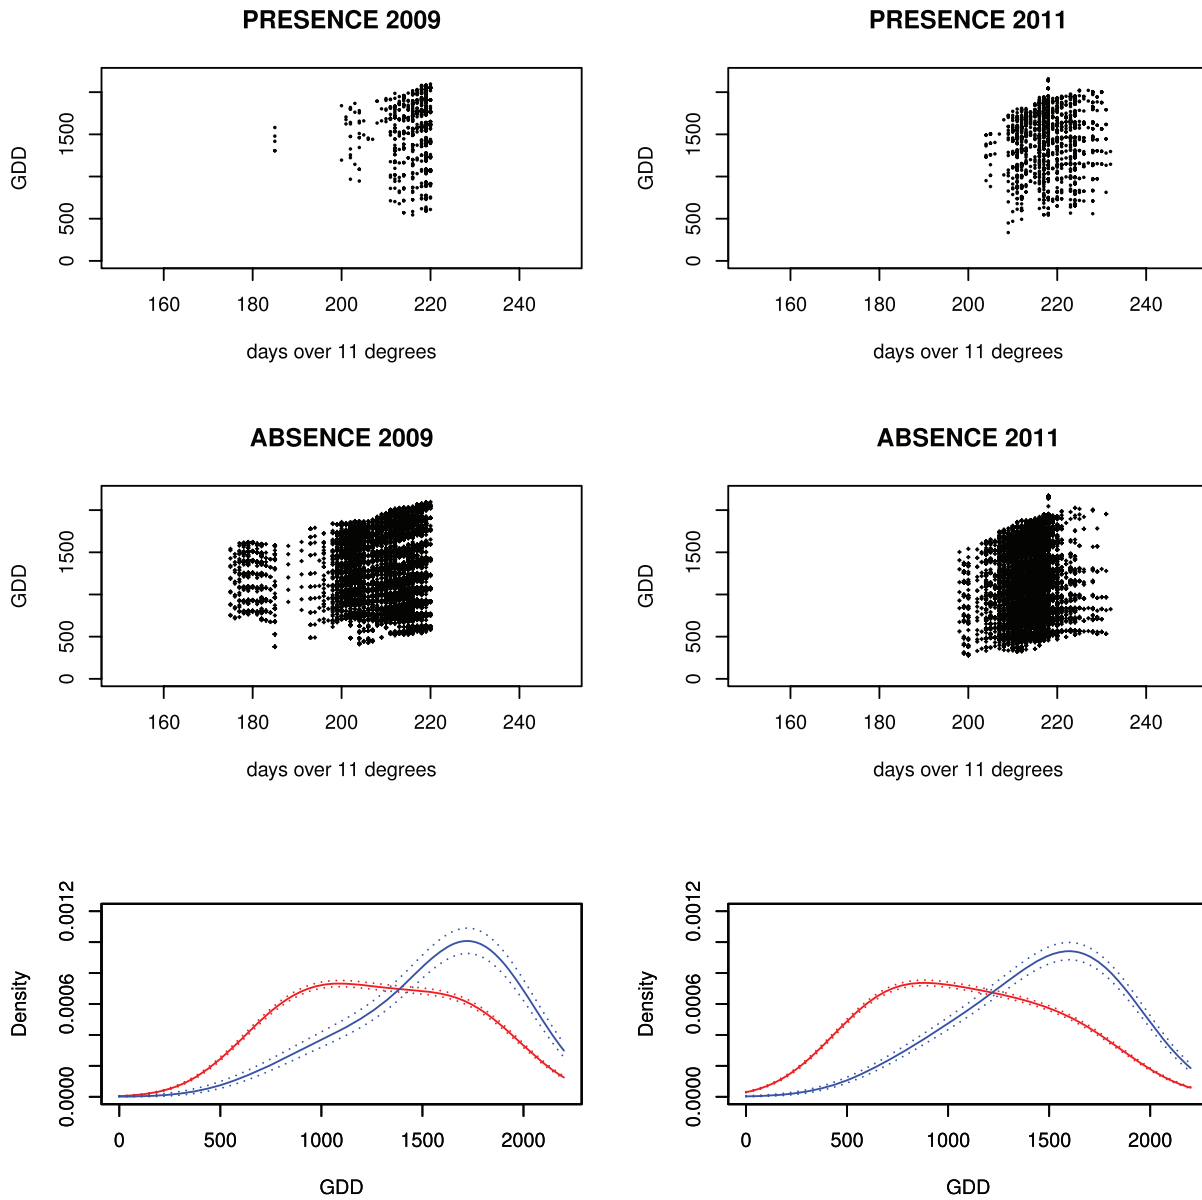 PRESENCE 2009
PRESENCE 2011
GDD
0 500 1500
160 180 200 220 240
days over 11 degrees
GDD
0 500 1500
160 180 200 220 240
days over 11 degrees
ABSENCE 2009
ABSENCE 2011
GDD
0 500 1500
160 180 200 220 240
days over 11 degrees
GDD
0 500 1500
160 180 200 220 240
days over 11 degrees
Density
0.0000 0.0006 0.0012
0 500 1000 1500 2000
GDD
Density
0.0000 0.0006 0.0012
0 500 1000 1500 2000
GDD